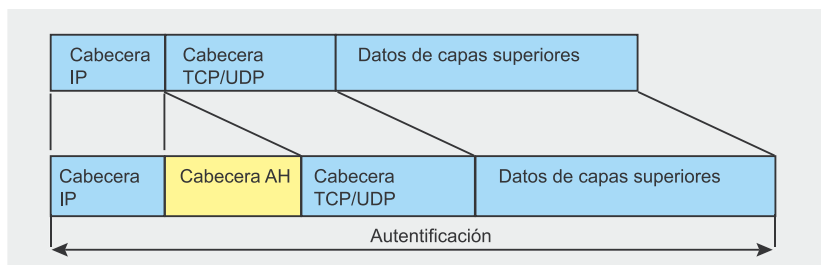 Cabecera
IP
Cabecera
TCP/UDP
Datos de capas superiores
Cabecera
IP
Cabecera AH
Cabecera
TCP/UDP
Datos de capas superiores
Autentificación